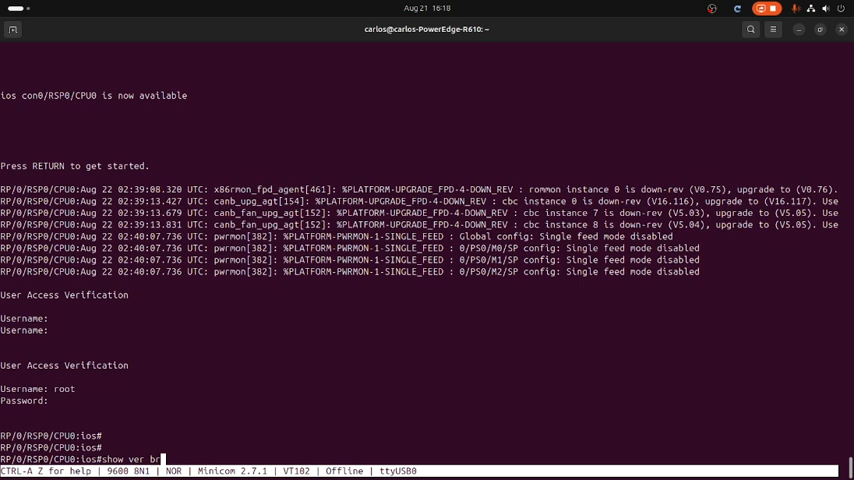 Aug 21 16:18
carlos@carlos-PowerEdge-R610: ~
ios con0/RSP0/CPU0 is now available
Press RETURN to get started.
RP/0/RSP0/CPU0:Aug 22 02:39:08.320 UTC: x86rmon_fpd_agent[461]: %PLATFORM-UPGRADE_FPD-4-DOWN_REV : rommon instance 0 is down-rev (V0.75), upgrade to (V0.76).
RP/0/RSP0/CPU0:Aug 22 02:39:13.427 UTC: canb_upg_agt[154]: %PLATFORM-UPGRADE_FPD-4-DOWN_REV : cbc instance 0 is down-rev (V16.116), upgrade to (V16.117). Use
RP/0/RSP0/CPU0:Aug 22 02:39:13.679 UTC: canb_fan_upg_agt[152]: %PLATFORM-UPGRADE_FPD-4-DOWN_REV : cbc instance 7 is down-rev (V5.03), upgrade to (V5.05). Use
RP/0/RSP0/CPU0:Aug 22 02:39:13.831 UTC: canb_fan_upg_agt[152]: %PLATFORM-UPGRADE_FPD-4-DOWN_REV : cbc instance 8 is down-rev (V5.04), upgrade to (V5.05). Use
RP/0/RSP0/CPU0:Aug 22 02:40:07.736 UTC: pwrmon[382]: %PLATFORM-PWRMON-1-SINGLE_FEED : Global config: Single feed mode disabled
RP/0/RSP0/CPU0:Aug 22 02:40:07.736 UTC: pwrmon[382]: %PLATFORM-PWRMON-1-SINGLE_FEED : 0/PS0/M0/SP config: Single feed mode disabled
RP/0/RSP0/CPU0:Aug 22 02:40:07.736 UTC: pwrmon[382]: %PLATFORM-PWRMON-1-SINGLE_FEED : 0/PS0/M1/SP config: Single feed mode disabled
RP/0/RSP0/CPU0:Aug 22 02:40:07.736 UTC: pwrmon[382]: %PLATFORM-PWRMON-1-SINGLE_FEED : 0/PS0/M2/SP config: Single feed mode disabled
User Access Verification
Username:
Username:
User Access Verification
Username: root
Password:
RP/0/RSP0/CPU0:ios#
RP/0/RSP0/CPU0:ios#
RP/0/RSP0/CPU0:ios#show ver br
CTRL-A Z for help | 9600 8N1 | NOR | Minicom 2.7.1 | VT102 | Offline | ttyUSB0